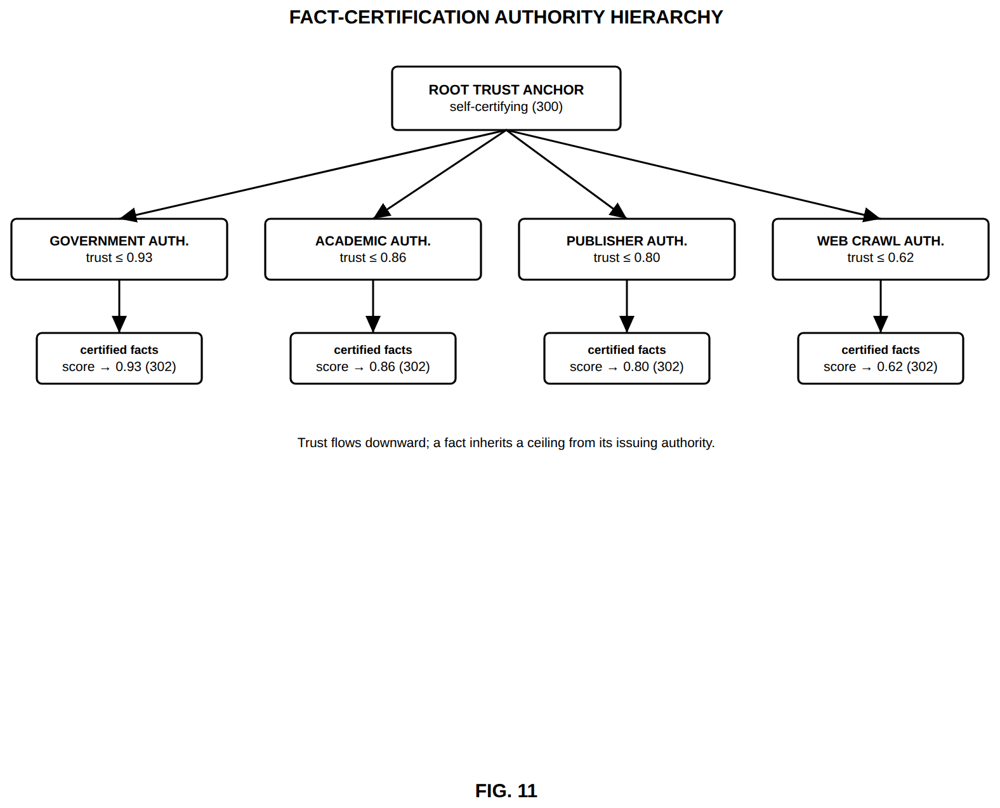 FACT-CERTIFICATION AUTHORITY HIERARCHY
ROOT TRUST ANCHOR
self-certifying (300)
GOVERNMENT AUTH.
trust ≤ 0.93
ACADEMIC AUTH.
trust ≤ 0.86
PUBLISHER AUTH.
trust ≤ 0.80
WEB CRAWL AUTH.
trust ≤ 0.62
certified facts
score → 0.93 (302)
certified facts
score → 0.86 (302)
certified facts
score → 0.80 (302)
certified facts
score → 0.62 (302)
Trust flows downward; a fact inherits a ceiling from its issuing authority.
FIG. 11